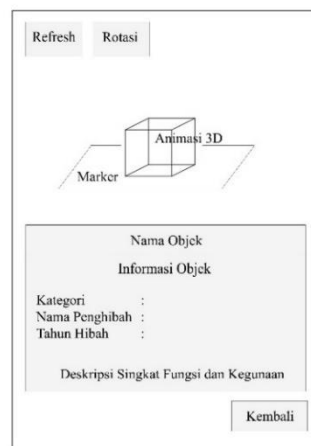 Refresh Rotasi
Animasi 3D
Marker
Nama Objek
Informasi Objek
Kategori :
Nama Penghibah :
Tahun Hibah :
Deskripsi Singkat Fungsi dan Kegunaan
Kembali